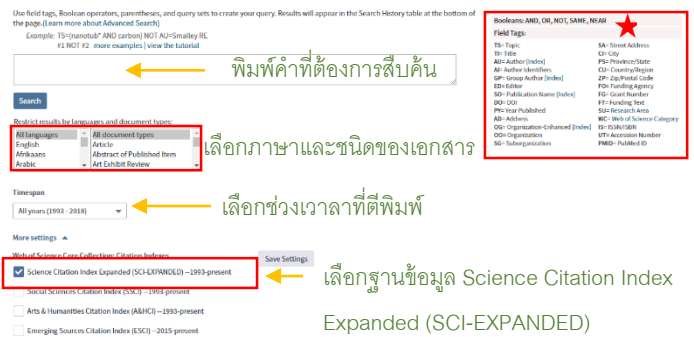 Use field tags, Boolean operators, parentheses, and query sets to create your query. Results will appear in the Search History table at the bottom of
the page.(Learn more about Advanced Search)
Example: TS=(nanotub* AND carbon) NOT AU=Smalley RE
#1 NOT #2 more examples | view the tutorial
พิมพ์คำที่ต้องการสืบค้น
Search
Booleans: AND, OR, NOT, SAME, NEAR
Field Tags:
TS= Topic
TI= Title
AU= Author [Index]
AI= Author Identifiers
GP= Group Author [Index]
ED= Editor
SO= Publication Name [Index]
DO= DOI
PY= Year Published
AD= Address
OG= Organization-Enhanced [Index]
OO= Organization
SG= Suborganization
SA= Street Address
CI= City
PS= Province/State
CU= Country/Region
ZP= Zip/Postal Code
FO= Funding Agency
FG= Grant Number
FT= Funding Text
SU= Research Area
WC= Web of Science Category
IS= ISSN/ISBN
UT= Accession Number
PMID= PubMed ID
Restrict results by languages and document types:
All languages All document types
English Article
Afrikaans Abstract of Published Item
Arabic Art Exhibit Review
เลือกภาษาและชนิดของเอกสาร
Timespan
All years (1993 - 2018)
เลือกช่วงเวาลาที่ตีพิมพ์
More settings
Web of Science Core Collection: Citation Indexes
Save Settings
Science Citation Index Expanded (SCI-EXPANDED) --1993-present
Social Sciences Citation Index (SSCI) --1993-present
Arts & Humanities Citation Index (A&HCI) --1993-present
Emerging Sources Citation Index (ESCI) --2015-present
เลือกฐานข้อมูล Science Citation Index
Expanded (SCI-EXPANDED)